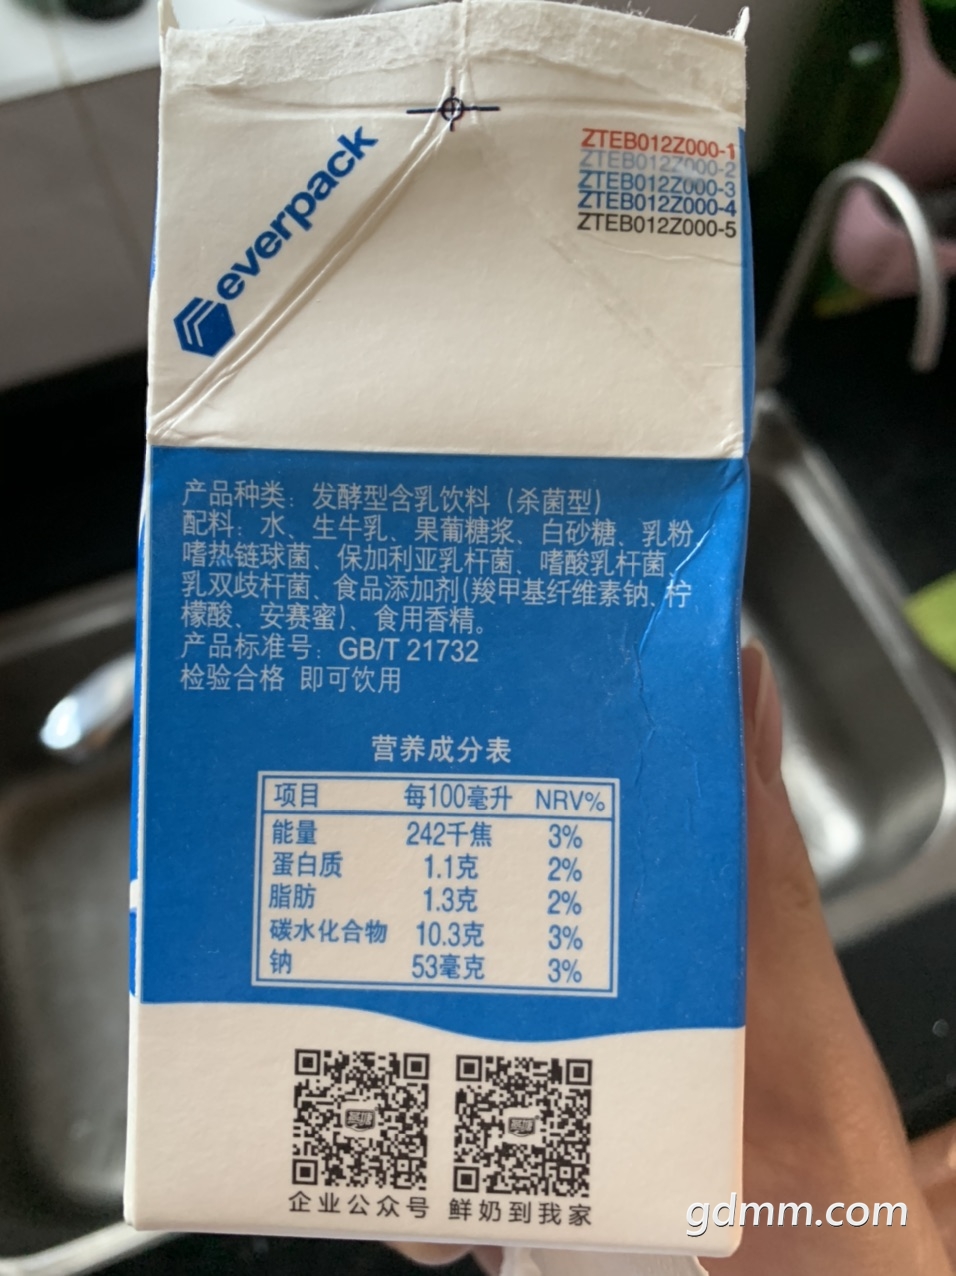 everpack
ZTEB012Z000-1
ZTEB012Z000-2
ZTEB012Z000-3
ZTEB012Z000-4
ZTEB012Z000-5
产品种类：发酵型含乳饮料（杀菌型）
配料：水、生牛乳、果葡糖浆、白砂糖、乳粉
嗜热链球菌、保加利亚乳杆菌、嗜酸乳杆菌、
乳双歧杆菌、食品添加剂(羧甲基纤维素钠、柠
檬酸、安赛蜜)、食用香精。
产品标准号：GB/T 21732
检验合格 即可饮用
营养成分表
项目 每100毫升 NRV%
能量 242千焦 3%
蛋白质 1.1克 2%
脂肪 1.3克 2%
碳水化合物 10.3克 3%
钠 53毫克 3%
企业公众号 鲜奶到我家
gdmm.com